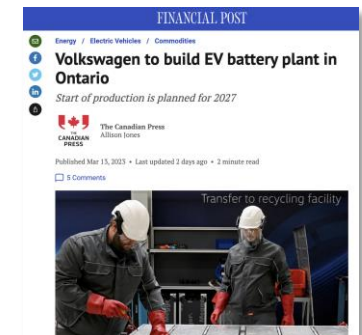 FINANCIAL POST
Energy / Electric Vehicles / Commodities
Volkswagen to build EV battery plant in
Ontario
Start of production is planned for 2027
THE
CANADIAN
PRESS
The Canadian Press
Allison Jones
Published Mar 13, 2023 • Last updated 2 days ago • 2 minute read
5 Comments
Transfer to recycling facility